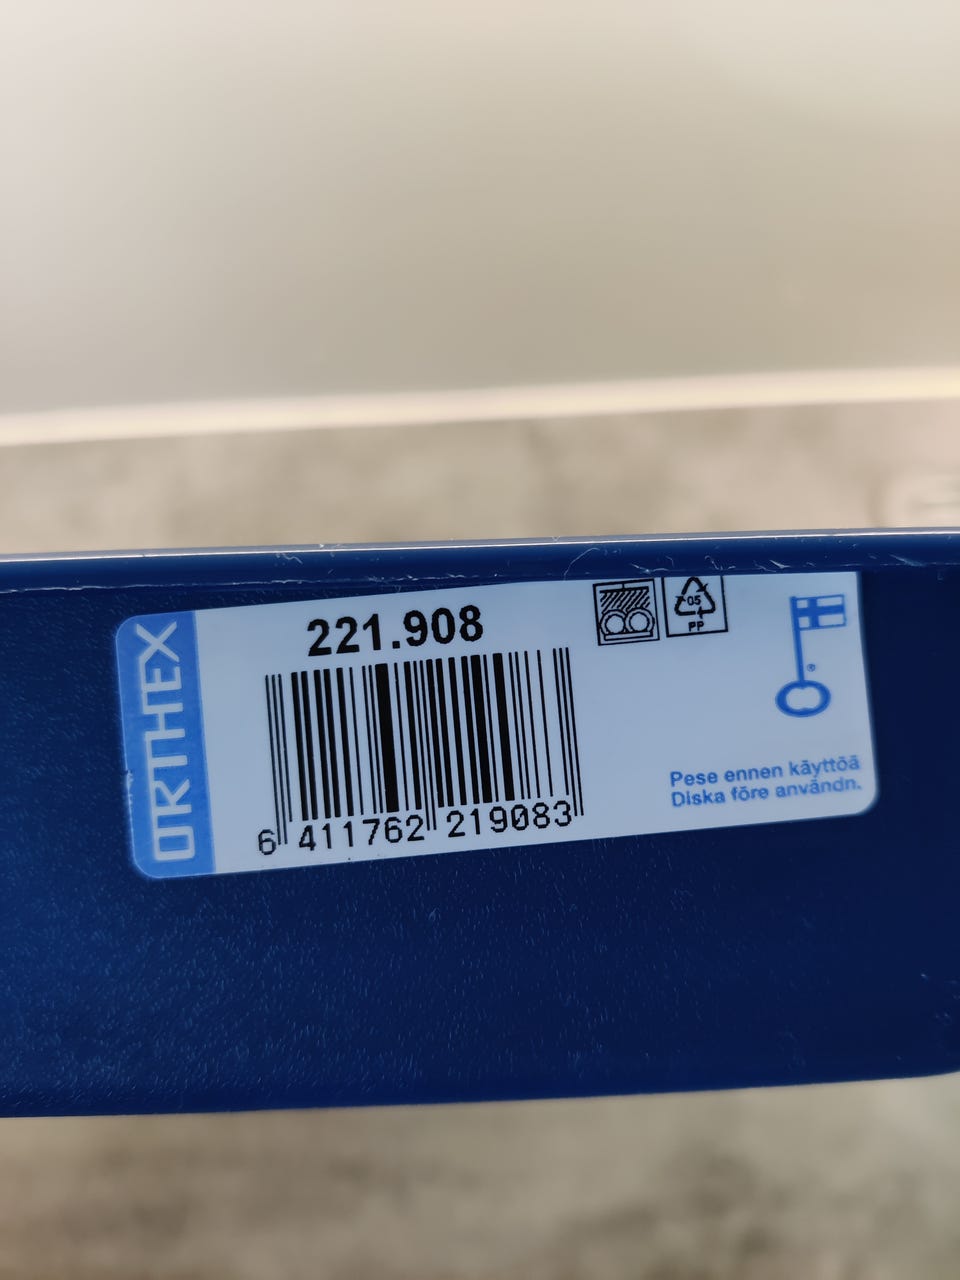 ORTHEX
221.908
6 411762 219083
05
PP
®
Pese ennen käyttöä
Diska före användn.